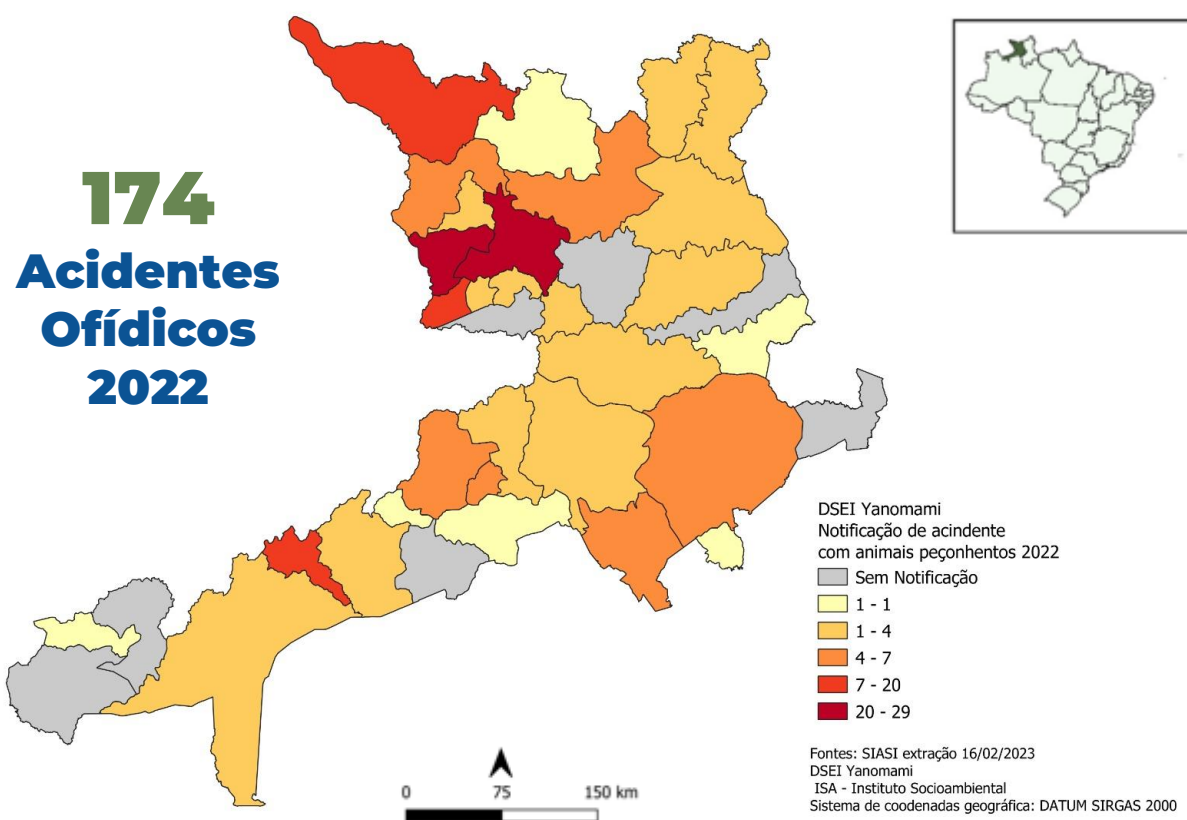 174
Acidentes
Ofídicos
2022
DSEI Yanomami
Notificação de acindente
com animais peçonhentos 2022
Sem Notificação
1 - 1
1 - 4
4 - 7
7 - 20
20 - 29
0 75 150 km
Fontes: SIASI extração 16/02/2023
DSEI Yanomami
ISA - Instituto Socioambiental
Sistema de coodenadas geográfica: DATUM SIRGAS 2000